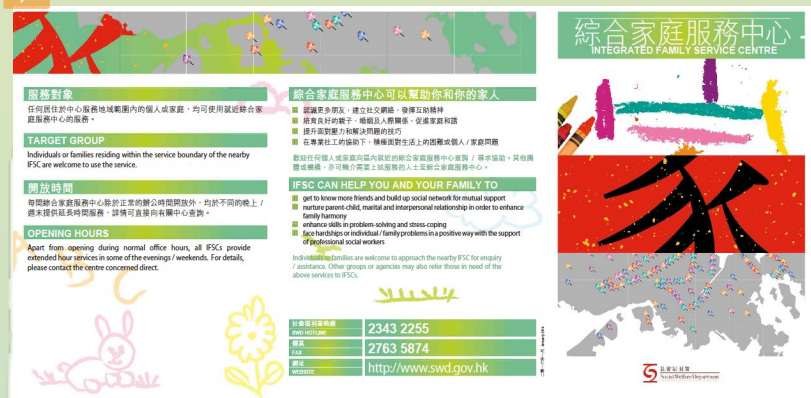 服務對象
任何居住於中心服務地域範圍內的個人或家庭，均可使用就近綜合家
庭服務中心的服務。
TARGET GROUP
Individuals or families residing within the service boundary of the nearby
IFSC are welcome to use the service.
開放時間
每間綜合家庭服務中心除於正常的辦公時間開放外，均於不同的晚上 /
週末提供延長時間服務，詳情可直接向有關中心查詢。
OPENING HOURS
Apart from opening during normal office hours, all IFSCs provide
extended hour services in some of the evenings / weekends. For details,
please contact the centre concerned direct.
A B C
綜合家庭服務中心可以幫助你和你的家人
認識更多朋友，建立社交網絡，發揮互助精神
培育良好的親子、婚姻及人際關係，促進家庭和諧
提升面對壓力和解決問題的技巧
在專業社工的協助下，積極面對生活上的困難或個人 / 家庭問題
歡迎任何個人或家庭向區內就近的綜合家庭服務中心查詢 / 尋求協助。其他團
體或機構，亦可轉介需要上述服務的人士至綜合家庭服務中心。
IFSC CAN HELP YOU AND YOUR FAMILY TO
get to know more friends and build up social network for mutual support
nurture parent-child, marital and interpersonal relationship in order to enhance
family harmony
enhance skills in problem-solving and stress-coping
face hardships or individual / family problems in a positive way with the support
of professional social workers
Individuals or families are welcome to approach the nearby IFSC for enquiry
/ assistance. Other groups or agencies may also refer those in need of the
above services to IFSCs.
社會福利署熱線
SWD HOTLINE
2343 2255
傳真
FAX
2763 5874
網址
WEBSITE
http://www.swd.gov.hk
綜合家庭服務中心
INTEGRATED FAMILY SERVICE CENTRE
社會福利署
Social Welfare Department